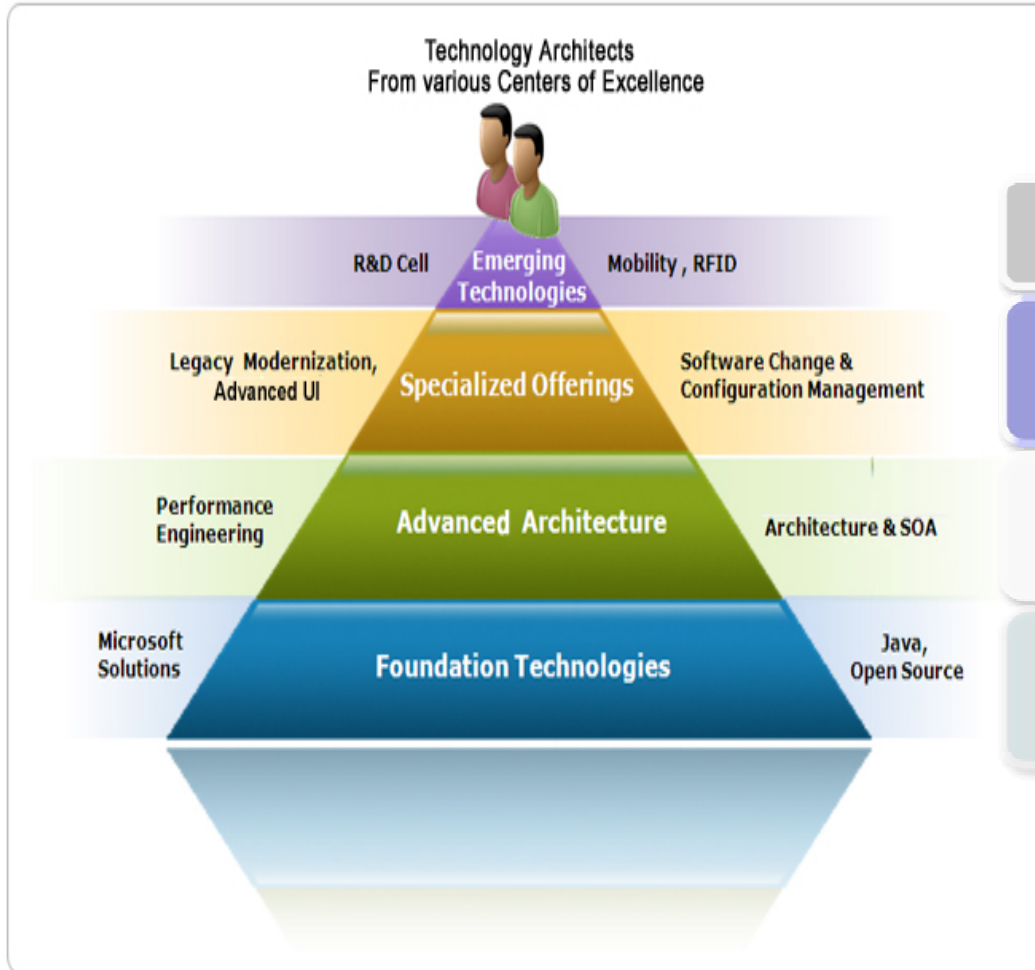 Technology Architects
From various Centers of Excellence
R&D Cell
Emerging
Technologies
Mobility , RFID
Legacy Modernization,
Advanced UI
Specialized Offerings
Software Change &
Configuration Management
Performance
Engineering
Advanced Architecture
Architecture & SOA
Microsoft
Solutions
Foundation Technologies
Java,
Open Source